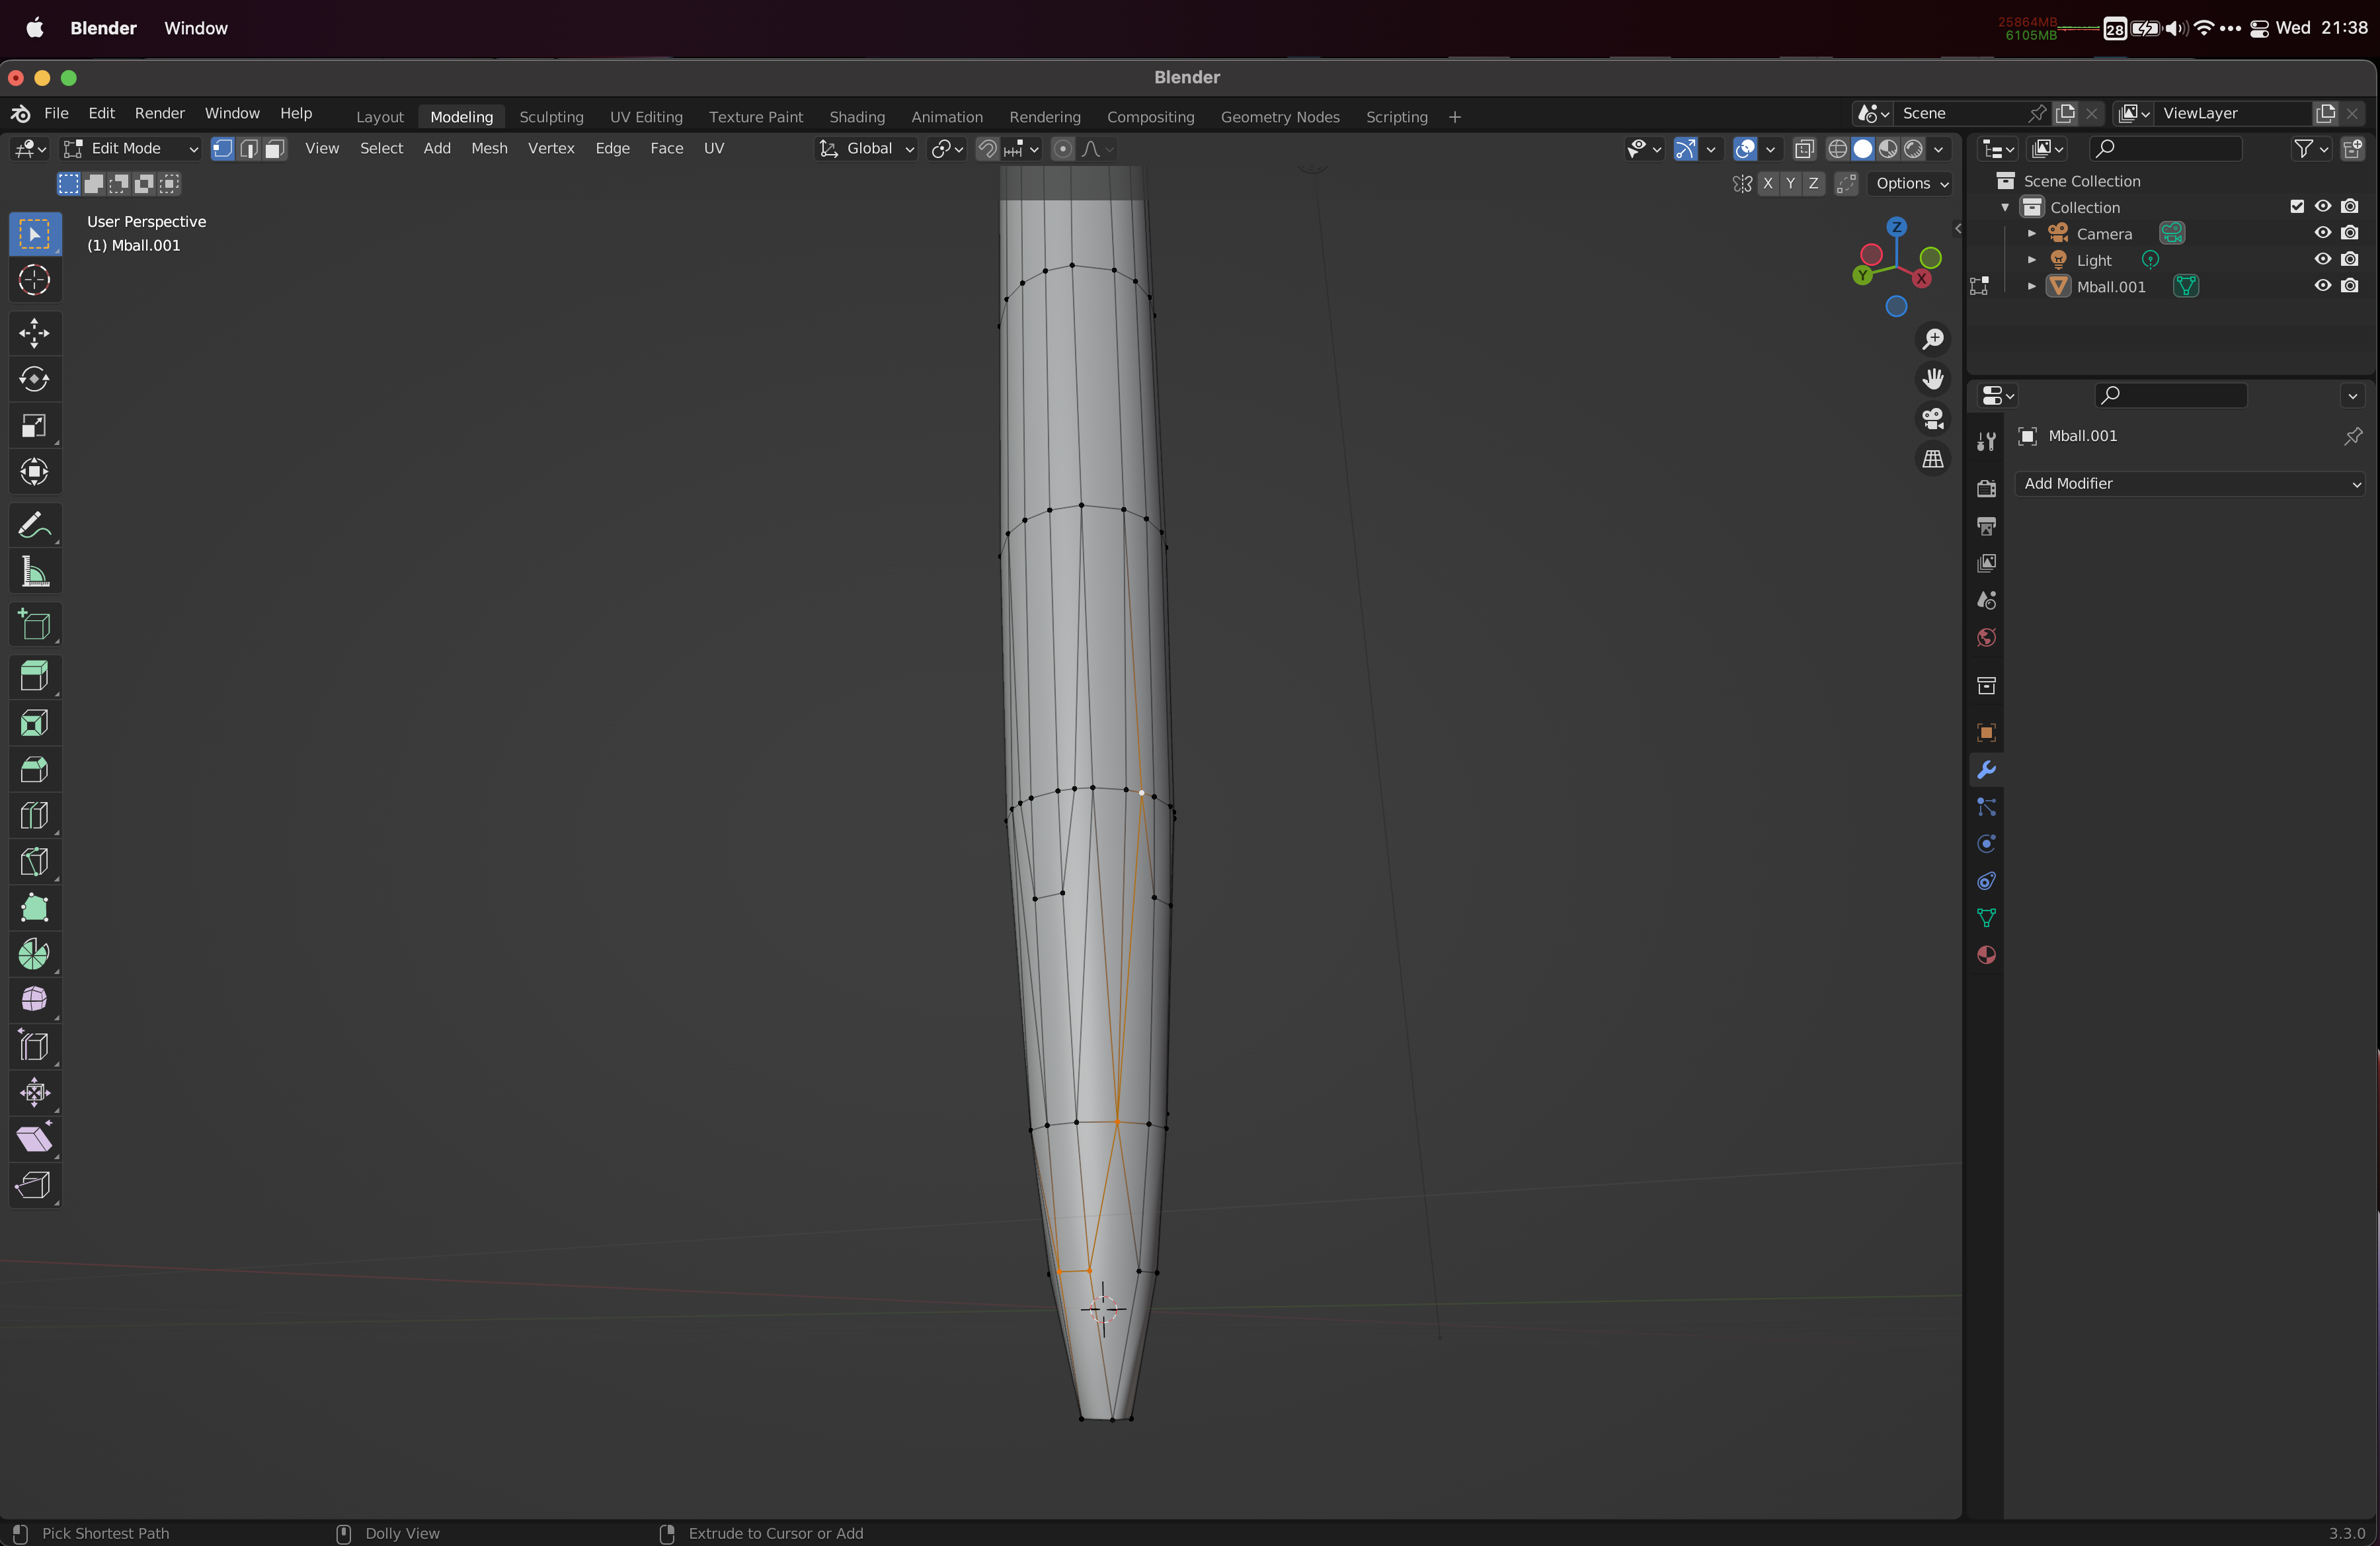 Blender Window
25864MB
6105MB
28
Wed 21:38
Blender
File Edit Render Window Help
Layout Modeling Sculpting UV Editing Texture Paint Shading Animation Rendering Compositing Geometry Nodes Scripting +
Scene
ViewLayer
Edit Mode
View Select Add Mesh Vertex Edge Face UV
Global
X Y Z
Options
User Perspective
(1) Mball.001
Z
Y
X
Scene Collection
Collection
Camera
Light
Mball.001
Mball.001
Add Modifier
Pick Shortest Path
Dolly View
Extrude to Cursor or Add
3.3.0